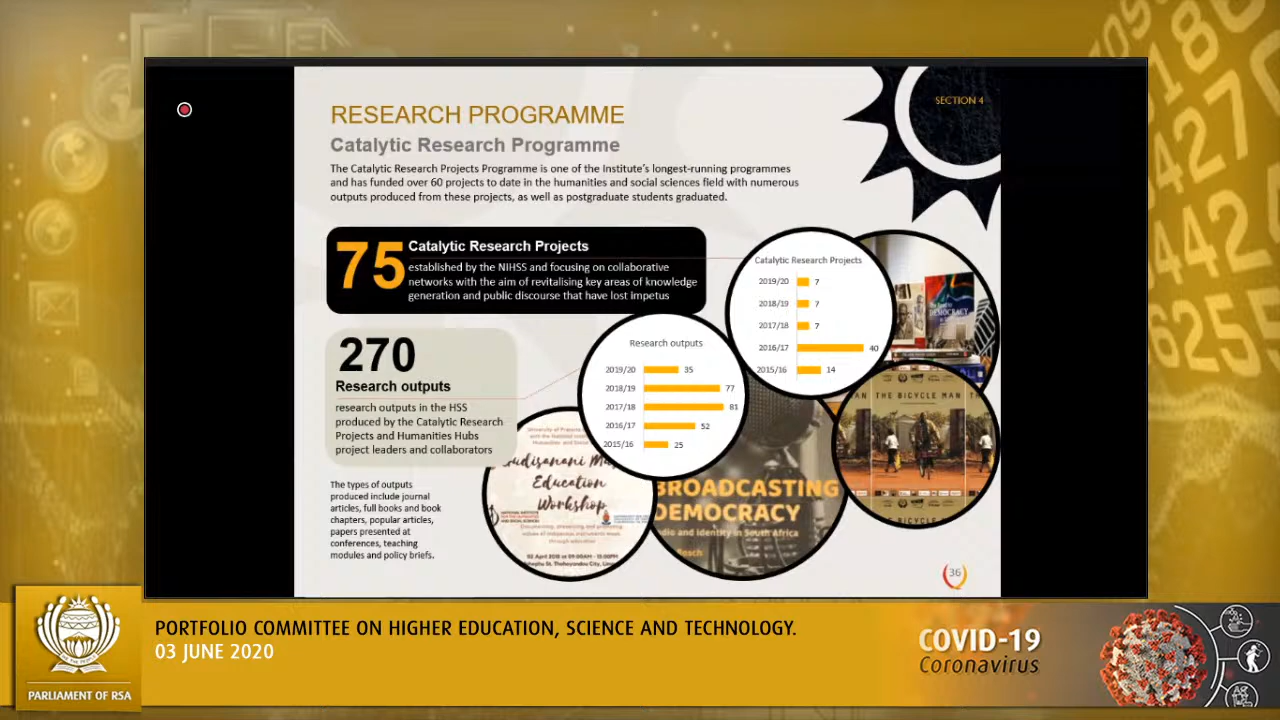 SECTION 4
RESEARCH PROGRAMME
Catalytic Research Programme
The Catalytic Research Projects Programme is one of the Institute's longest-running programmes
and has funded over 60 projects to date in the humanities and social sciences field with numerous
outputs produced from these projects, as well as postgraduate students graduated.
75
Catalytic Research Projects
established by the NIHSS and focusing on collaborative
networks with the aim of revitalising key areas of knowledge
generation and public discourse that have lost impetus
Catalytic Research Projects
2019/20 7
2018/19 7
2017/18 7
2016/17 40
2015/16 14
270
Research outputs
research outputs in the HSS
produced by the Catalytic Research
Projects and Humanities Hubs
project leaders and collaborators
Research outputs
2019/20 35
2018/19 77
2017/18 81
2016/17 52
2015/16 25
The types of outputs
produced include journal
articles, full books and book
chapters, popular articles,
papers presented at
conferences, teaching
modules and policy briefs.
Education
Workshop
BROADCASTING
DEMOCRACY
and Identity in South Africa
DEMOCRACY
THE BICYCLE MAN
36
PORTFOLIO COMMITTEE ON HIGHER EDUCATION, SCIENCE AND TECHNOLOGY.
03 JUNE 2020
PARLIAMENT OF RSA
COVID-19
Coronavirus